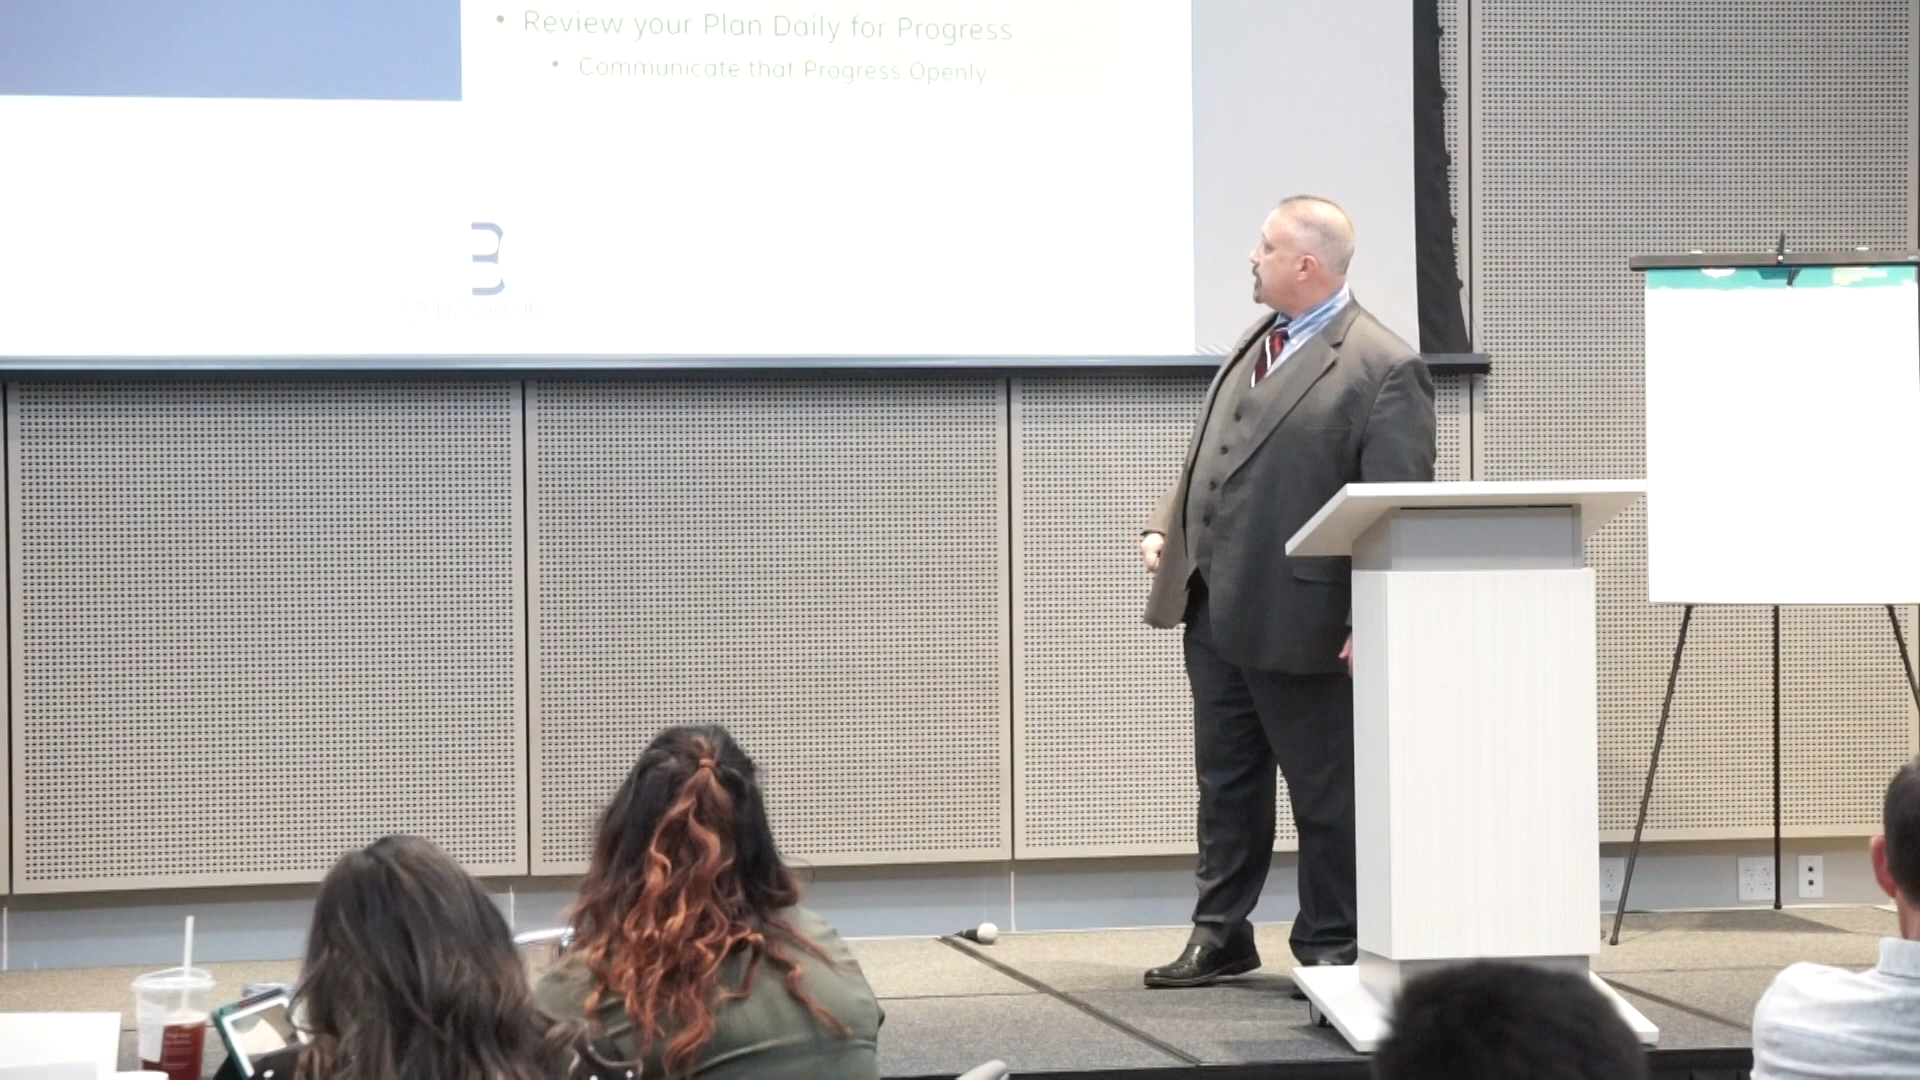 • Review your Plan Daily for Progress
• Communicate that Progress Openly